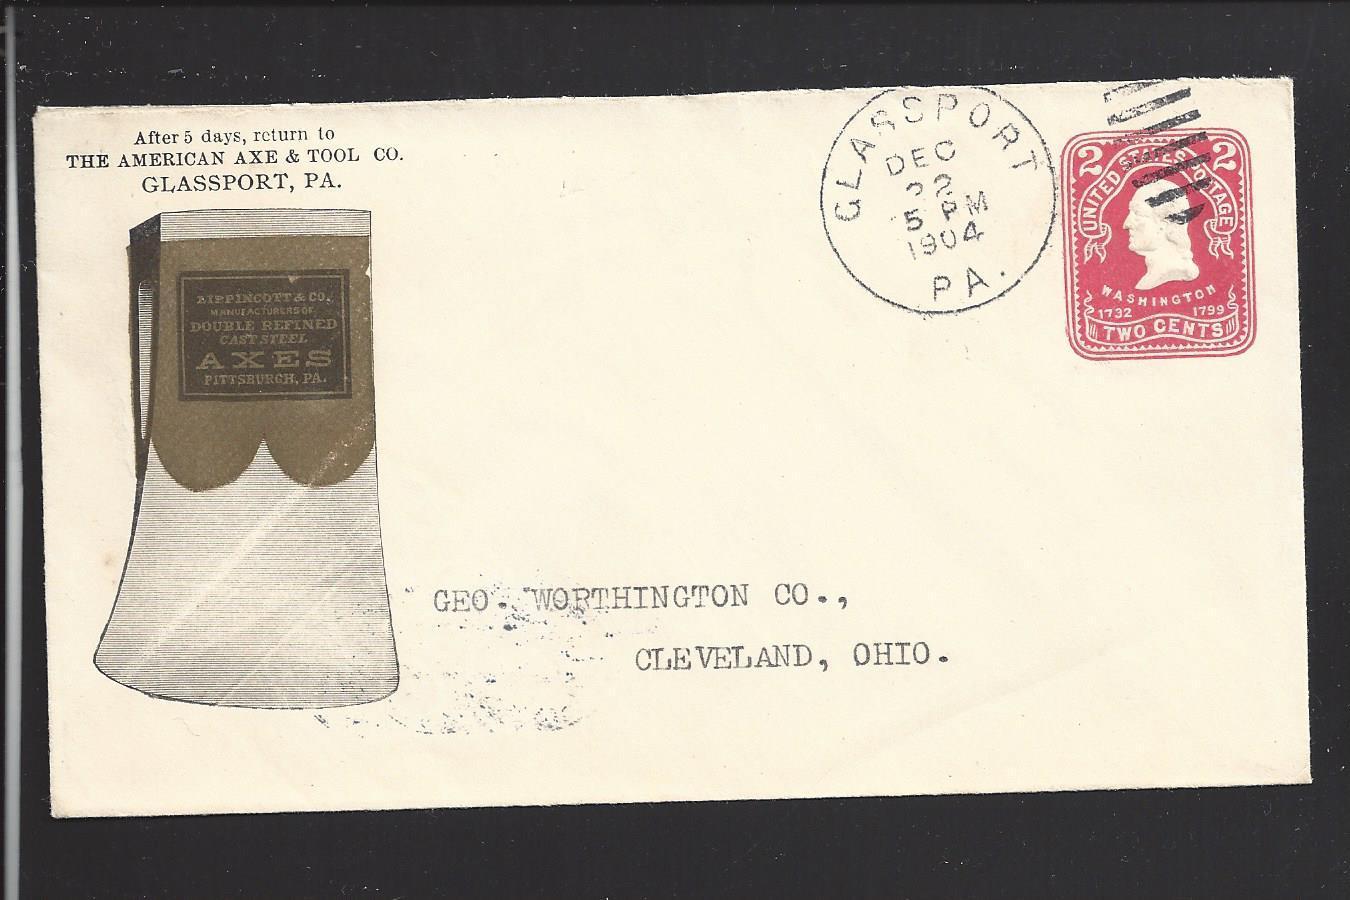 After 5 days, return to
THE AMERICAN AXE & TOOL CO.
GLASSPORT, PA.
LIPPINCOTT & CO.,
MANUFACTURERS OF
DOUBLE REFINED
CAST STEEL
AXES
PITTSBURGH, PA.
GLASSPORT
DEC
22
5 PM
1904
PA.
2 2
UNITED STATES POSTAGE
WASHINGTON
1732 1799
TWO CENTS
GEO. WORTHINGTON CO.,
CLEVELAND, OHIO.